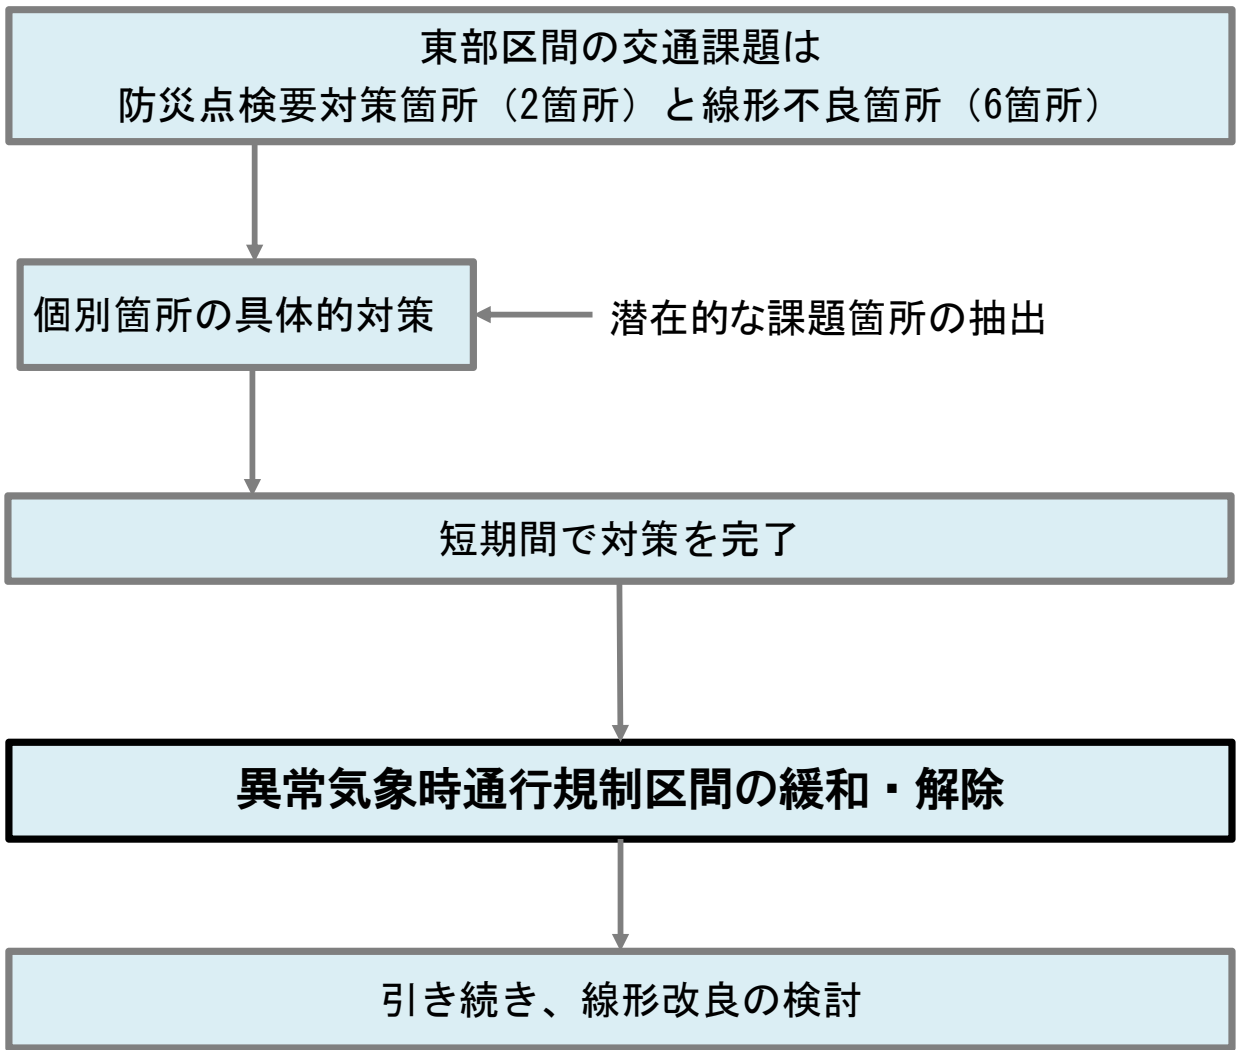 東部区間の交通課題は
防災点検要対策箇所（2箇所）と線形不良箇所（6箇所）
個別箇所の具体的対策
潜在的な課題箇所の抽出
短期間で対策を完了
異常気象時通行規制区間の緩和・解除
引き続き、線形改良の検討